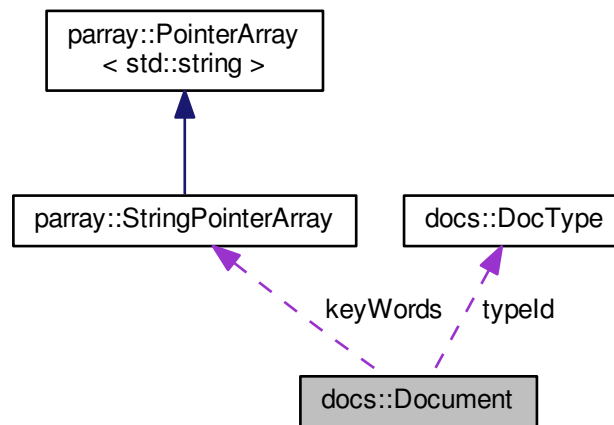 parray::PointerArray
< std::string >
parray::StringPointerArray
docs::DocType
keyWords
typeId
docs::Document